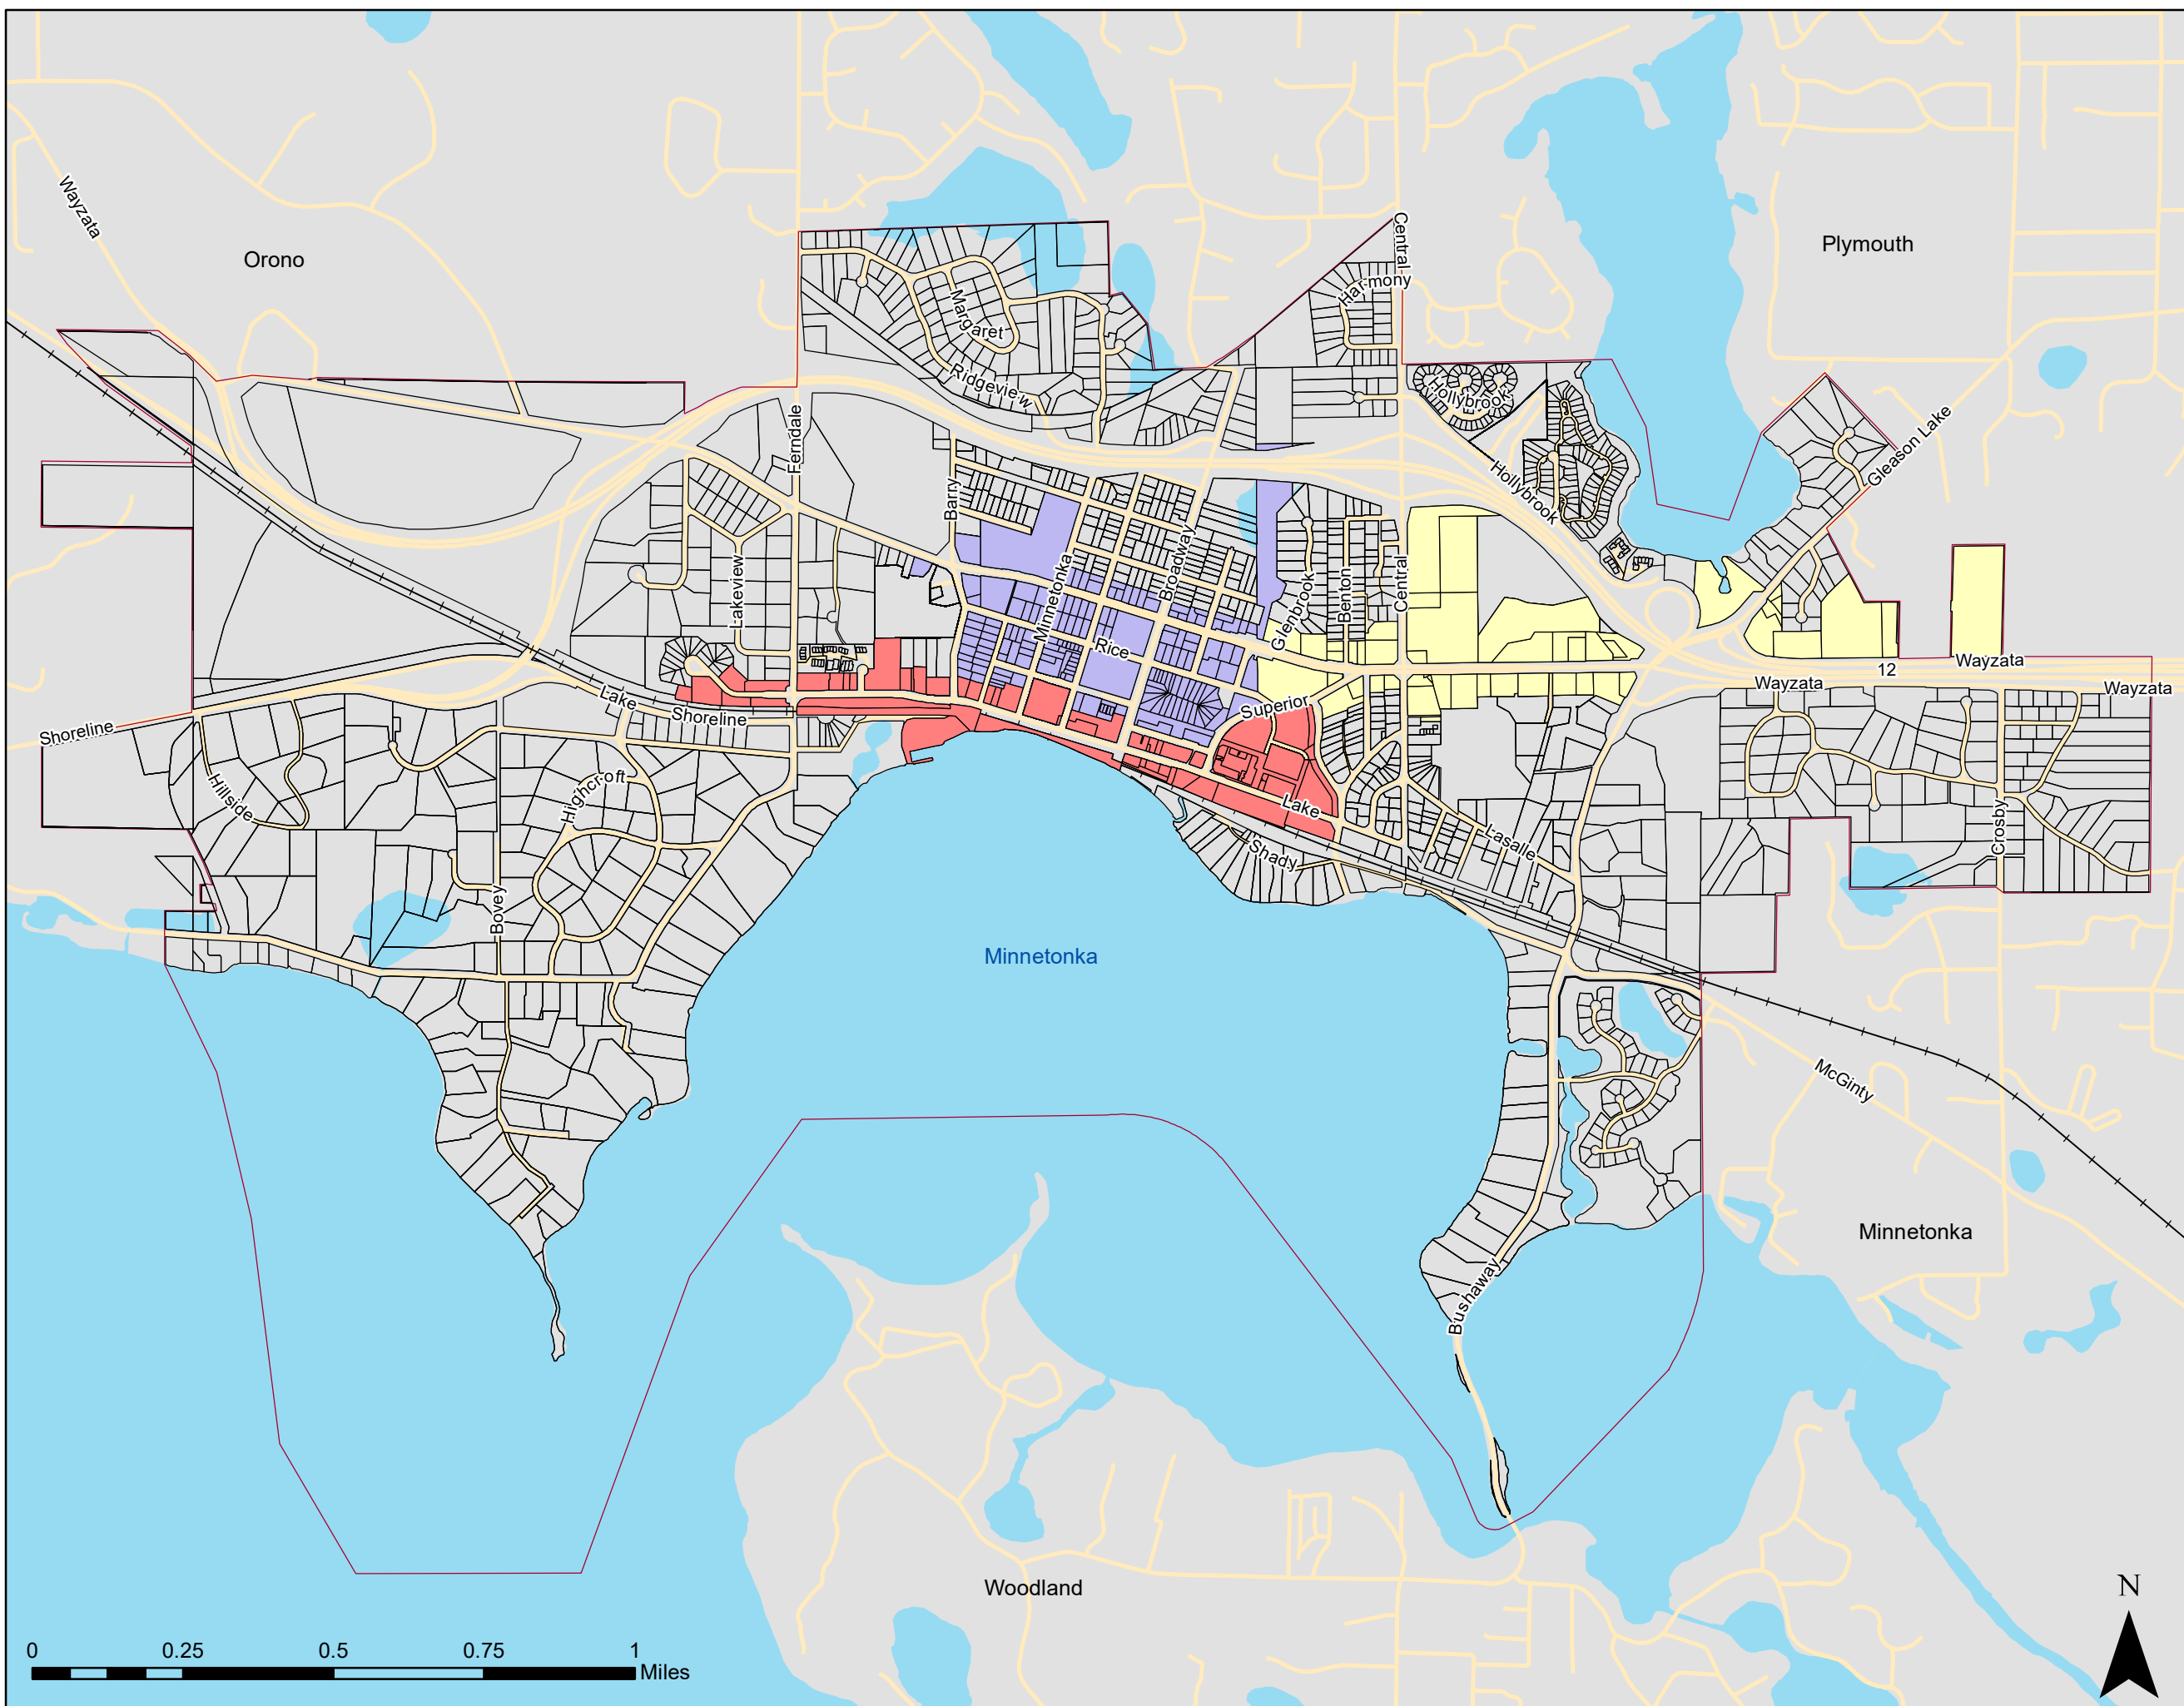 Wayzata
Orono
Central
Plymouth
Harmony
Margaret
Ridgeview
Hollybrook
Ferndale
Gleason Lake
Barry
Hollybrook
Broadway
Lakeview
Minnetonka
Glenbrook
Benton
Central
Rice
Wayzata
12
Wayzata
Wayzata
Lake
Shoreline
Superior
Shoreline
Hillside
Highcroft
Lake
Lasalle
Crosby
Shady
Bovey
Minnetonka
McGinty
Minnetonka
Bushaway
Woodland
N
0 0.25 0.5 0.75 1
Miles